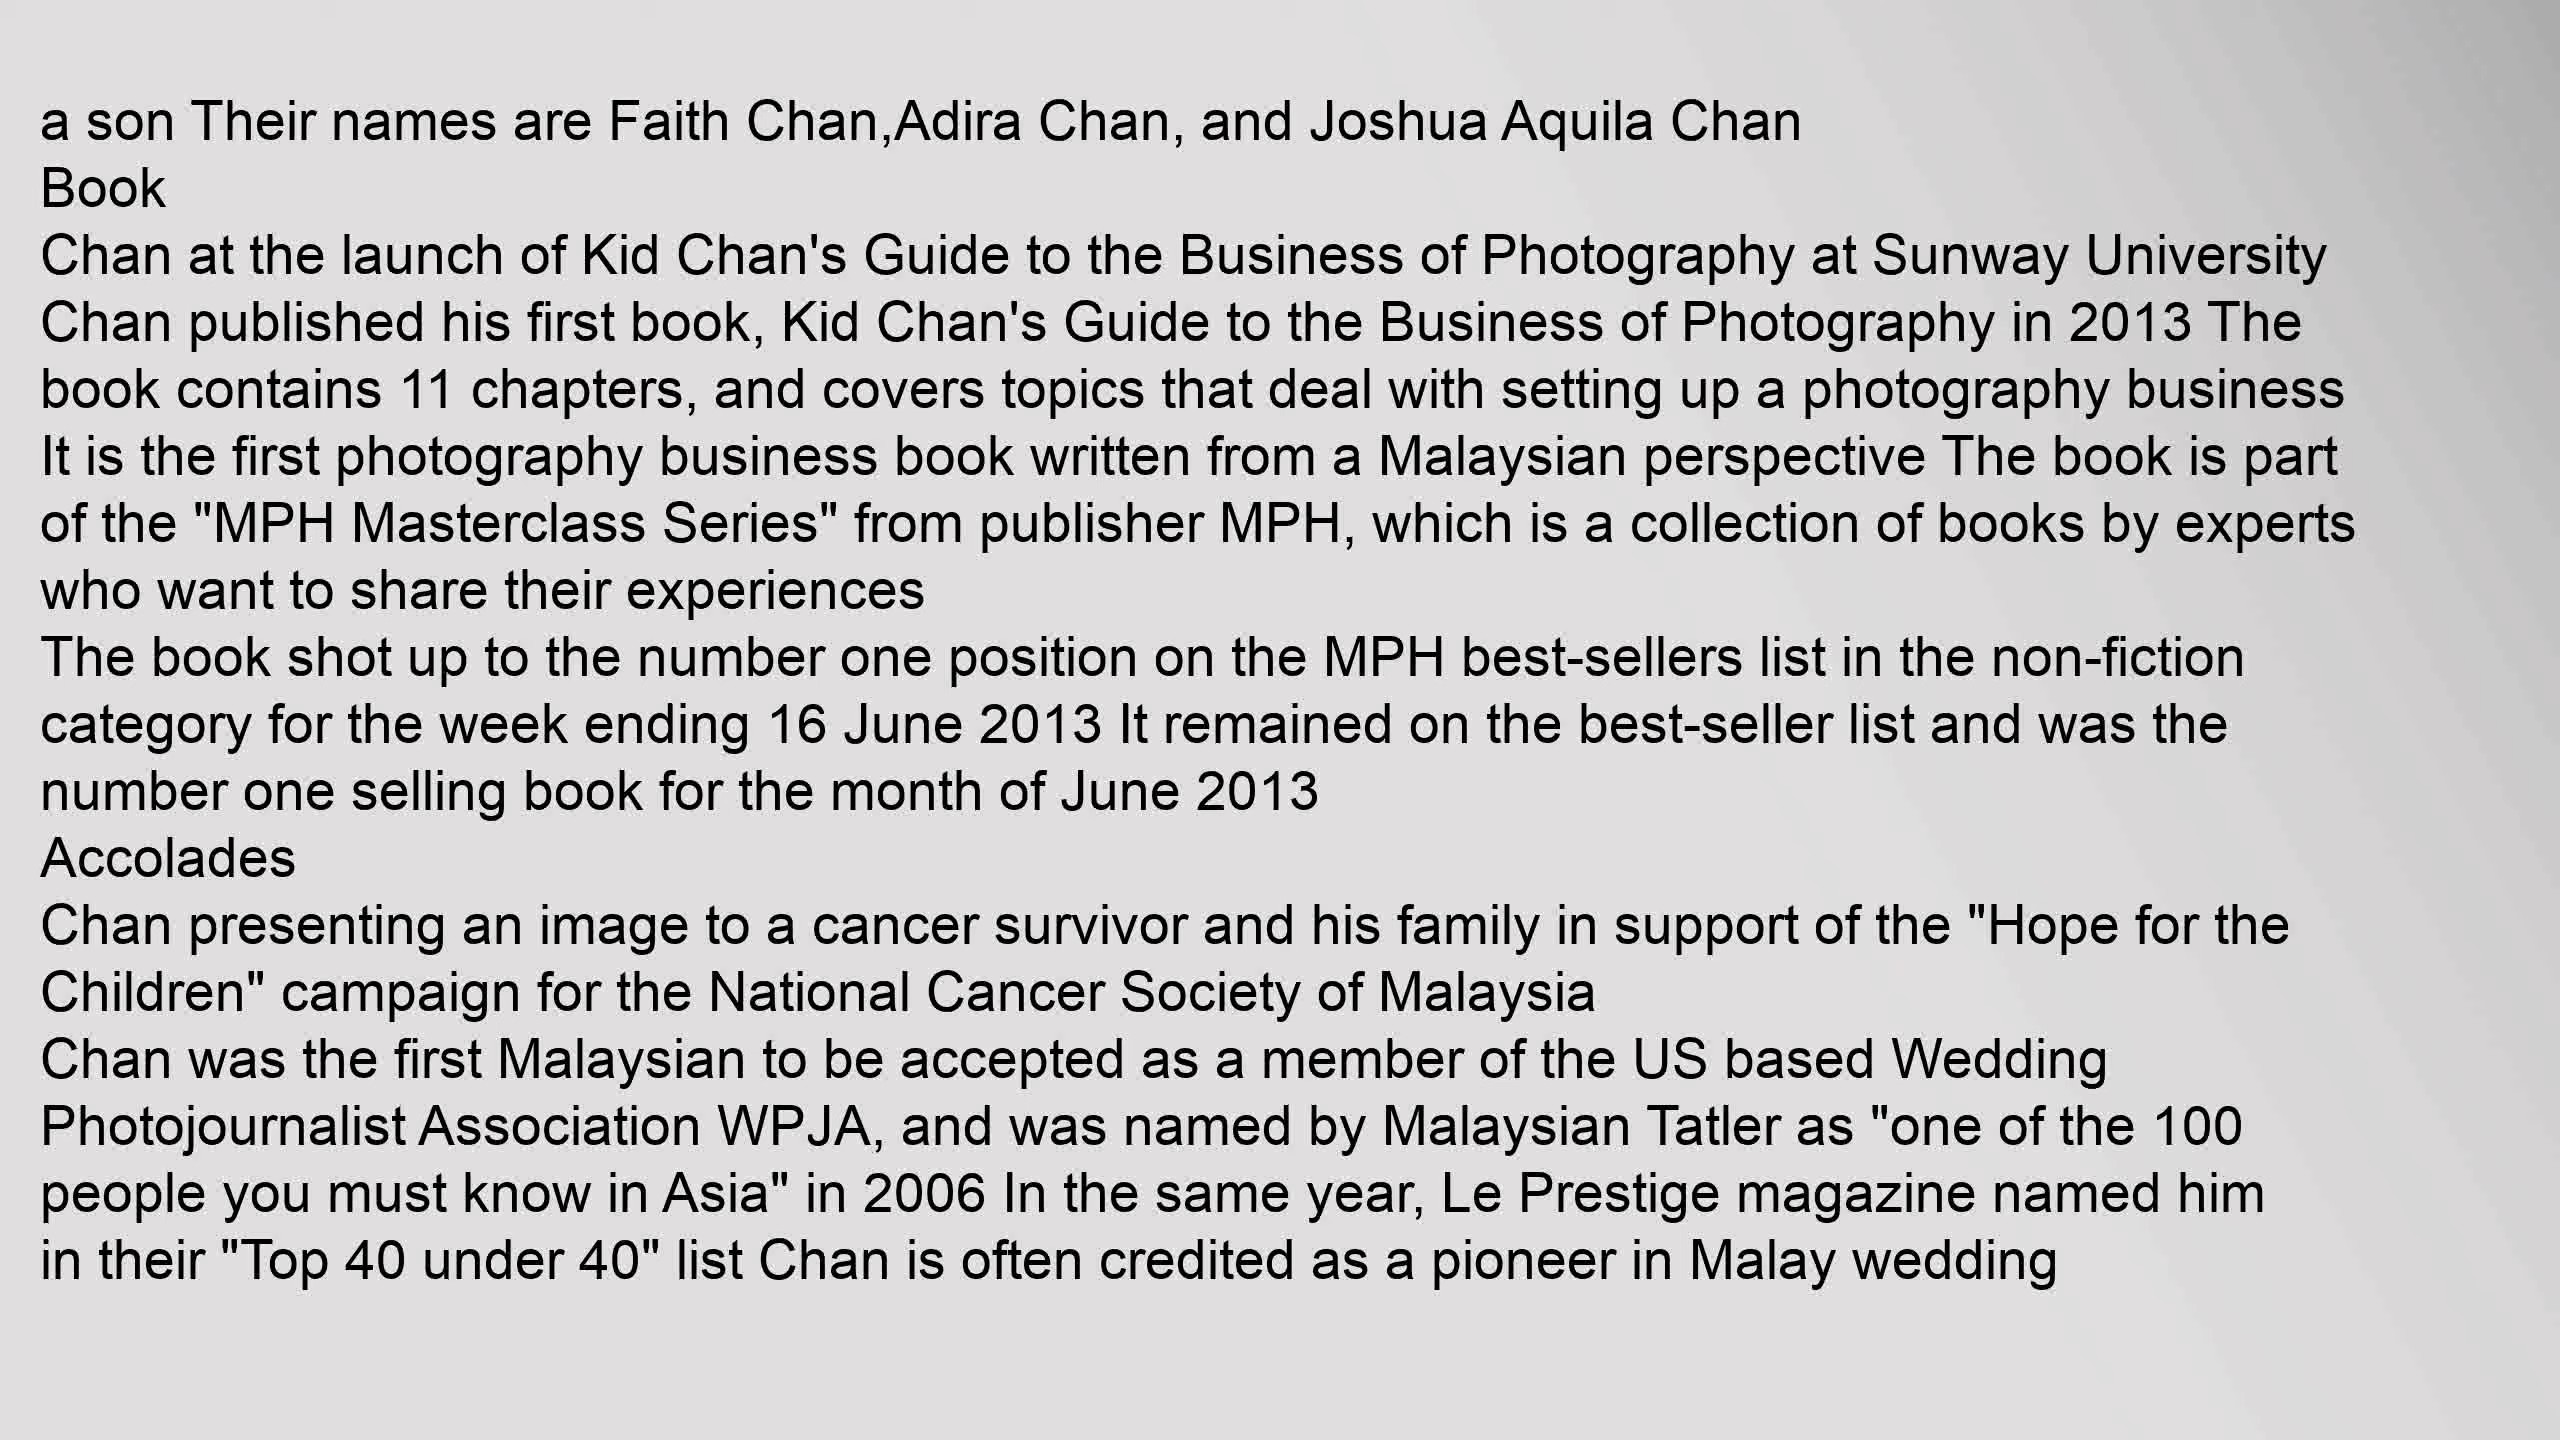 a son Their names are Faith Chan,Adira Chan, and Joshua Aquila Chan
Book
Chan at the launch of Kid Chan's Guide to the Business of Photography at Sunway University
Chan published his first book, Kid Chan's Guide to the Business of Photography in 2013 The
book contains 11 chapters, and covers topics that deal with setting up a photography business
It is the first photography business book written from a Malaysian perspective The book is part
of the "MPH Masterclass Series" from publisher MPH, which is a collection of books by experts
who want to share their experiences
The book shot up to the number one position on the MPH best-sellers list in the non-fiction
category for the week ending 16 June 2013 It remained on the best-seller list and was the
number one selling book for the month of June 2013
Accolades
Chan presenting an image to a cancer survivor and his family in support of the "Hope for the
Children" campaign for the National Cancer Society of Malaysia
Chan was the first Malaysian to be accepted as a member of the US based Wedding
Photojournalist Association WPJA, and was named by Malaysian Tatler as "one of the 100
people you must know in Asia" in 2006 In the same year, Le Prestige magazine named him
in their "Top 40 under 40" list Chan is often credited as a pioneer in Malay wedding